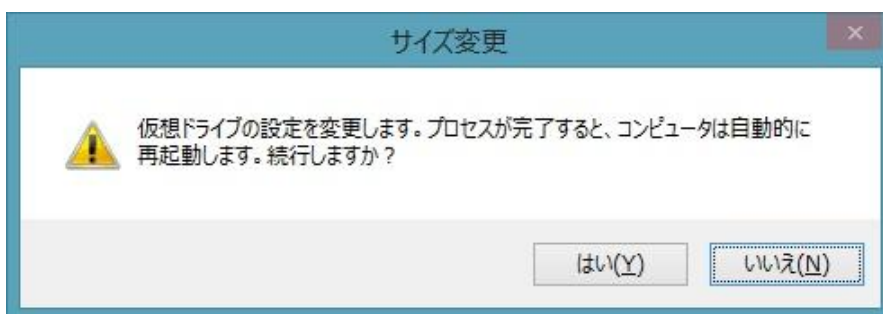 サイズ変更
仮想ドライブの設定を変更します。プロセスが完了すると、コンピュータは自動的に
再起動します。続行しますか？
はい(Y)
いいえ(N)